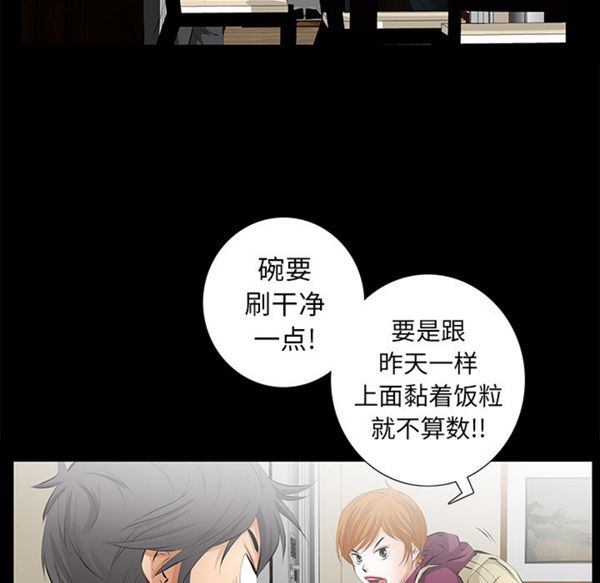 碗要
刷干净
一点!
要是跟
昨天一样
上面黏着饭粒
就不算数!!